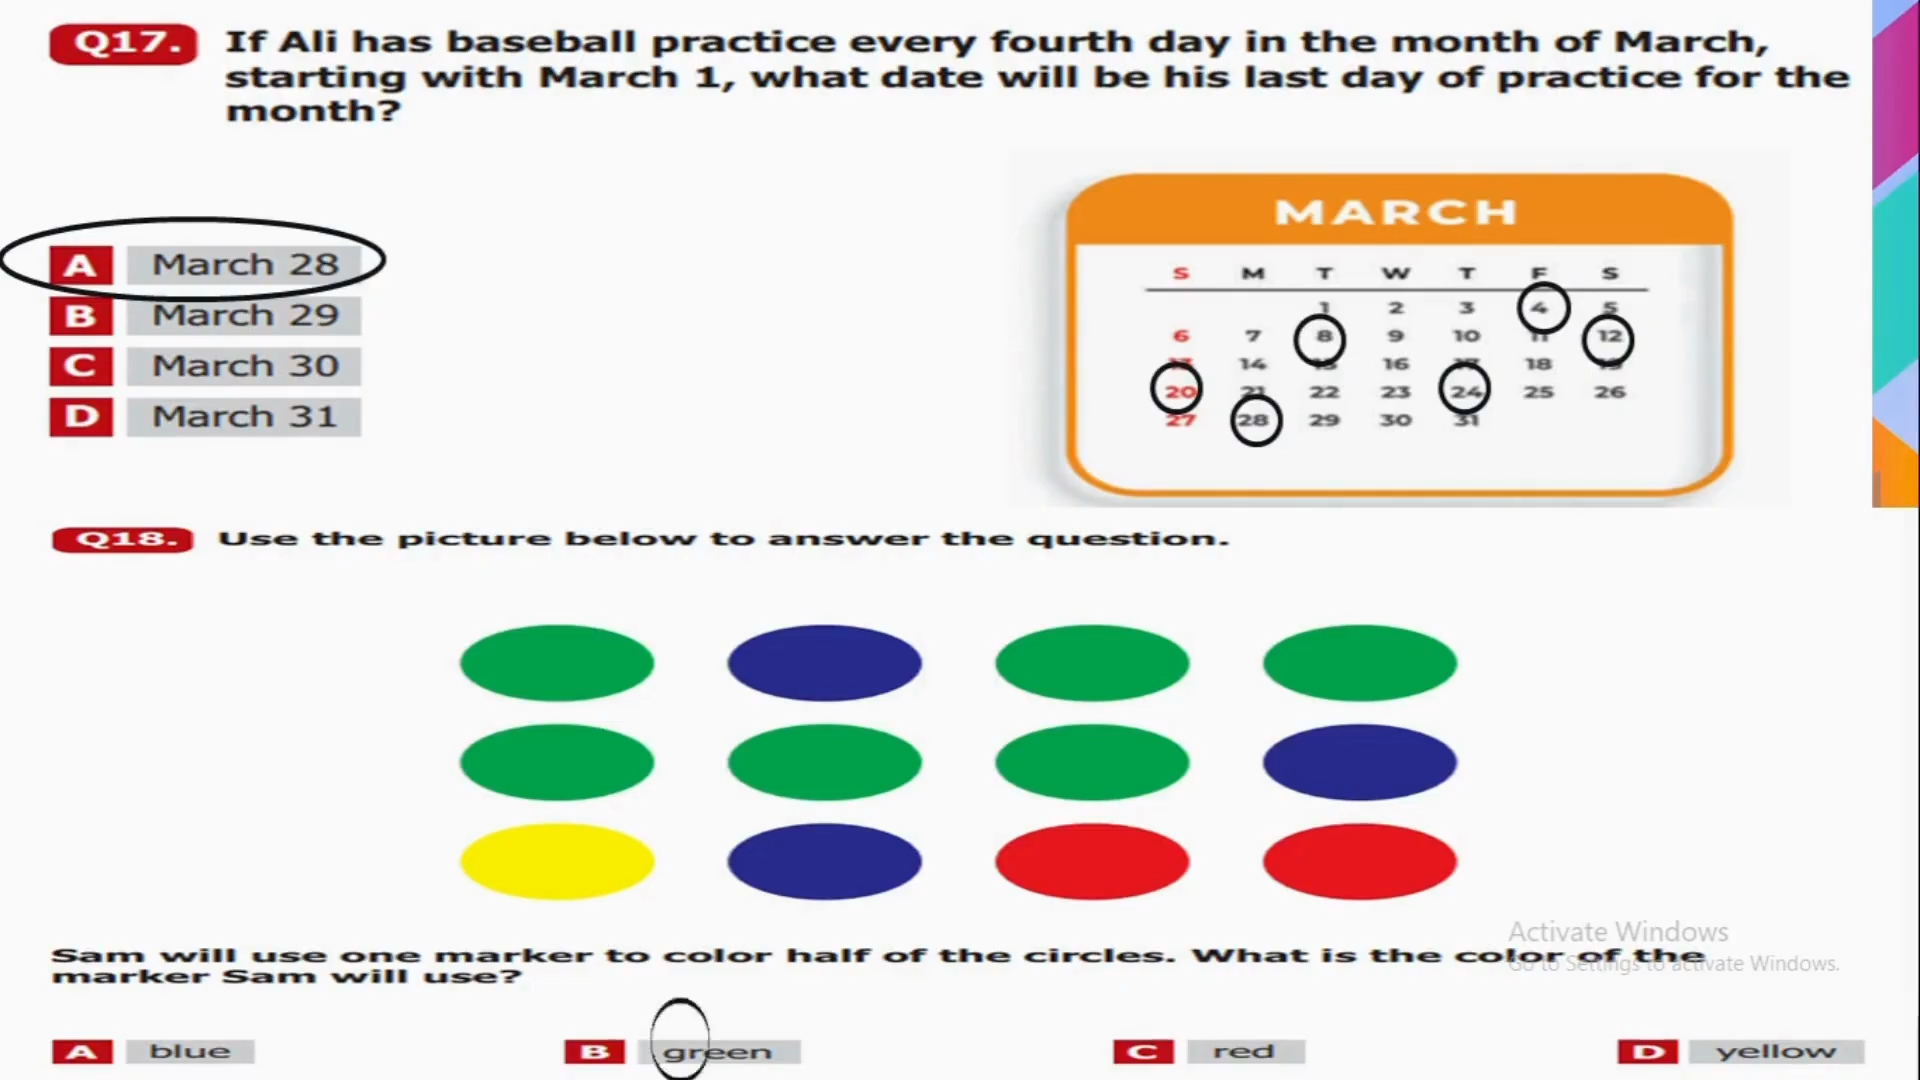 Q17. If Ali has baseball practice every fourth day in the month of March,
starting with March 1, what date will be his last day of practice for the
month?
A March 28
B March 29
C March 30
D March 31
MARCH
S M T W T F S
1 2 3 4 5
6 7 8 9 10 11 12
13 14 15 16 17 18 19
20 21 22 23 24 25 26
27 28 29 30 31
Q18. Use the picture below to answer the question.
Sam will use one marker to color half of the circles. What is the color of the
marker Sam will use?
Activate Windows
Go to Settings to activate Windows.
A blue B green C red D yellow